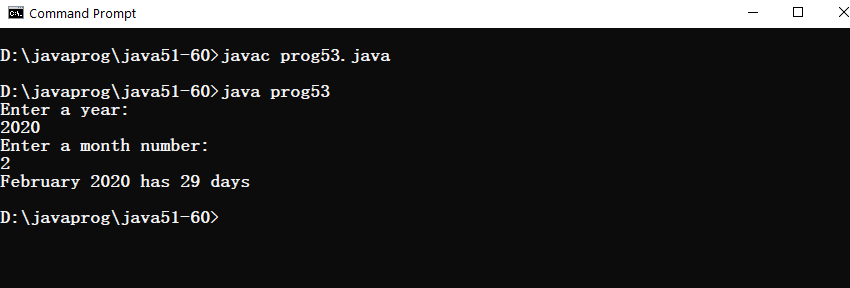 Command Prompt
D:\javaprog\java51-60>javac prog53.java
D:\javaprog\java51-60>java prog53
Enter a year:
2020
Enter a month number:
2
February 2020 has 29 days
D:\javaprog\java51-60>